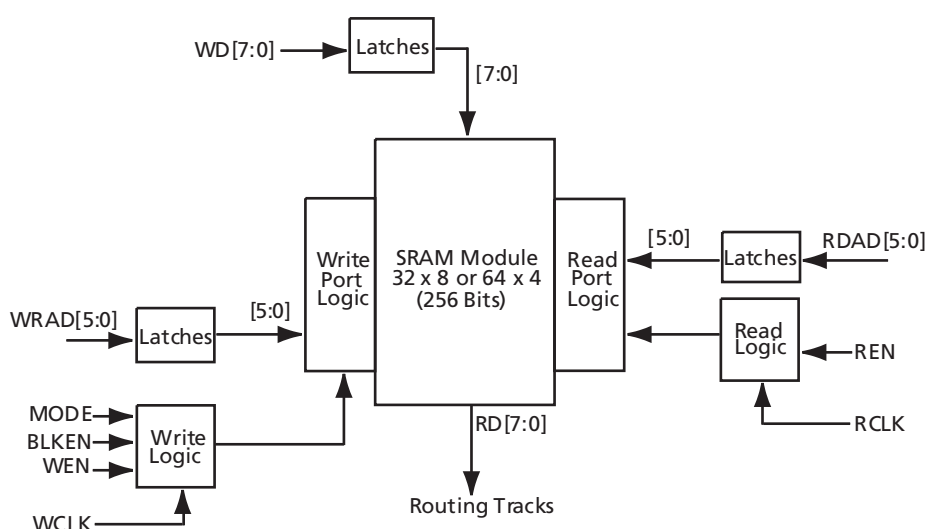 WD[7:0]
Latches
[7:0]
SRAM Module
32 x 8 or 64 x 4
(256 Bits)
Write
Port
Logic
Read
Port
Logic
[5:0]
Latches
RDAD[5:0]
WRAD[5:0]
Latches
[5:0]
Read
Logic
REN
RCLK
MODE
BLKEN
WEN
Write
Logic
WCLK
RD[7:0]
Routing Tracks